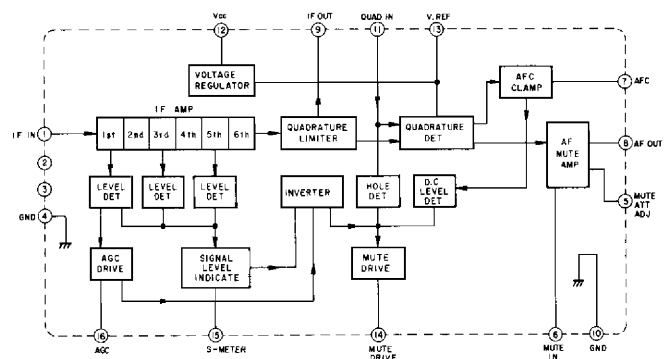 Vcc IF OUT QUAD IN V.REF
12 9 11 13
VOLTAGE
REGULATOR
AFC
CLAMP
7 AFC
IF AMP
IF IN 1
1st 2nd 3rd 4th 5th 6th
QUADRATURE
LIMITER
QUADRATURE
DET
AF
MUTE
AMP
8 AF OUT
2
3
LEVEL
DET
LEVEL
DET
LEVEL
DET
INVERTER
HOLE
DET
D.C
LEVEL
DET
5 MUTE
ATT
ADJ
GND 4
AGC
DRIVE
SIGNAL
LEVEL
INDICATE
MUTE
DRIVE
16 15 14 6 10
AGC S-METER MUTE
DRIVE
MUTE
IN
GND